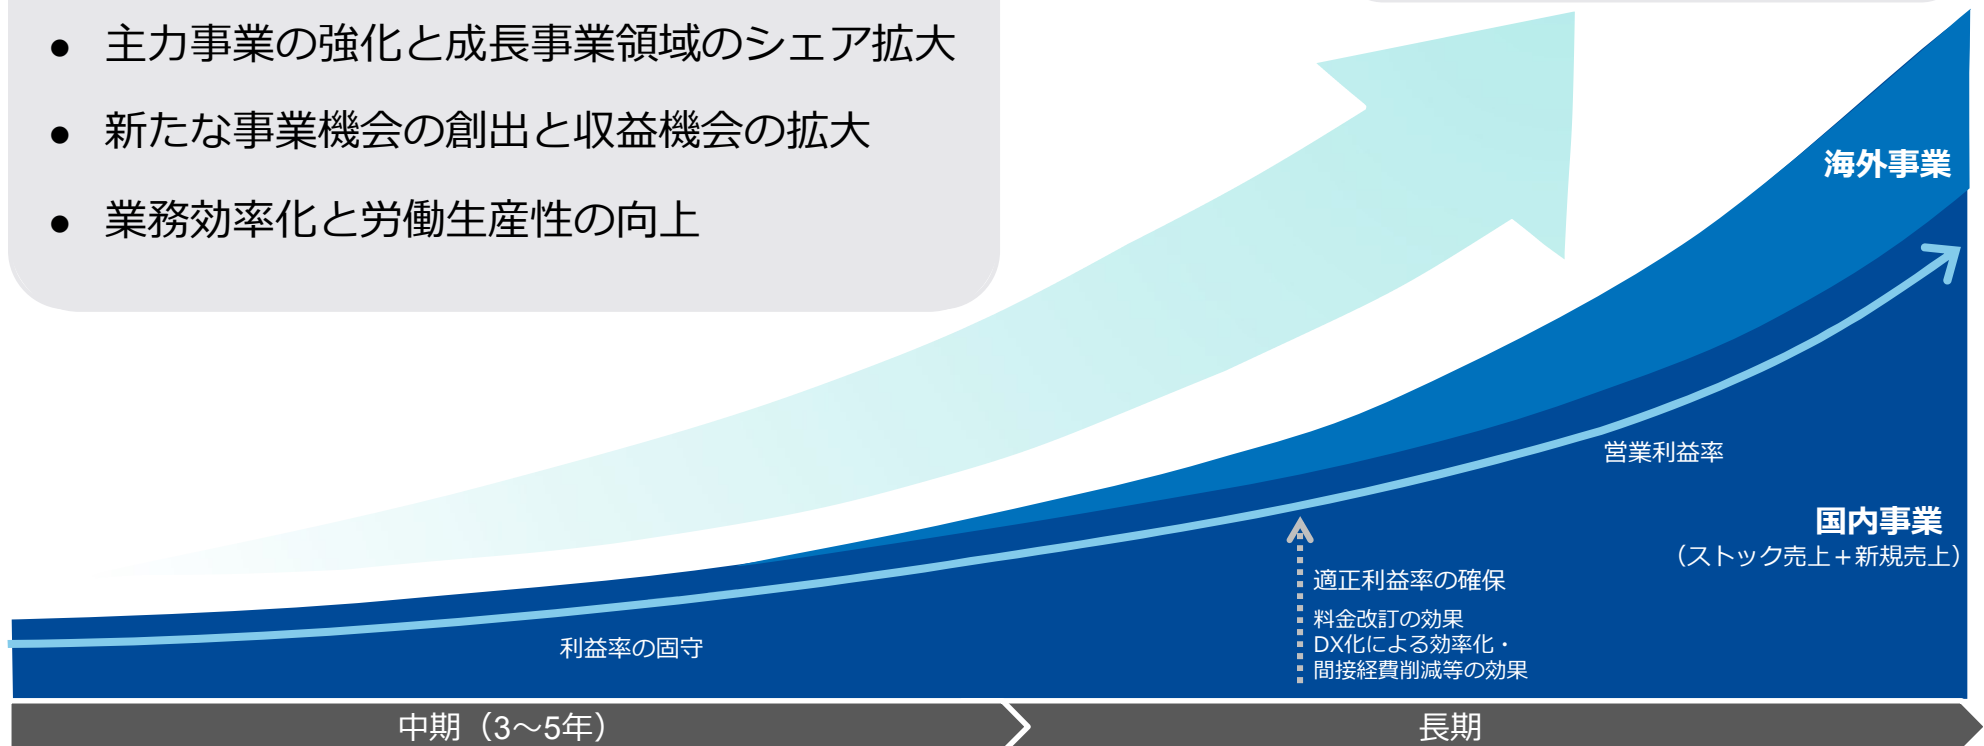 ● 主力事業の強化と成長事業領域のシェア拡大
● 新たな事業機会の創出と収益機会の拡大
● 業務効率化と労働生産性の向上
海外事業
営業利益率
国内事業
（ストック売上＋新規売上）
適正利益率の確保
料金改訂の効果
DX化による効率化・
間接経費削減等の効果
利益率の固守
中期（3～5年）
長期